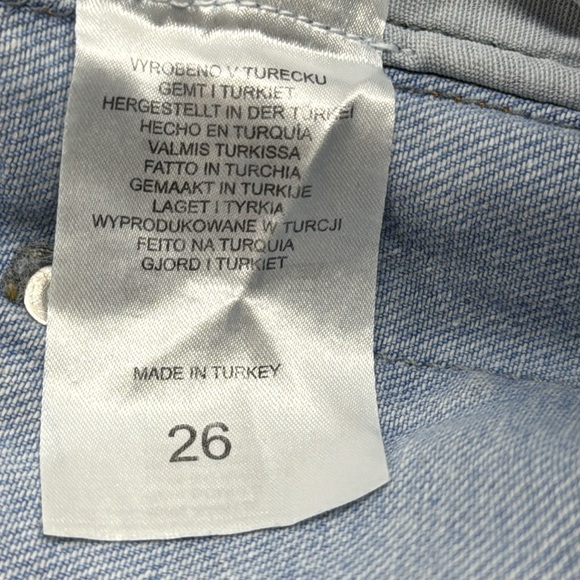 VYROBENO V TURECKU
GEMT I TURKIET
HERGESTELLT IN DER TÜRKEI
HECHO EN TURQUÍA
VALMIS TURKISSA
FATTO IN TURCHIA
GEMAAKT IN TURKIJE
LAGET I TYRKIA
WYPRODUKOWANE W TURCJI
FEITO NA TURQUIA
GJORD I TURKIET
MADE IN TURKEY
26